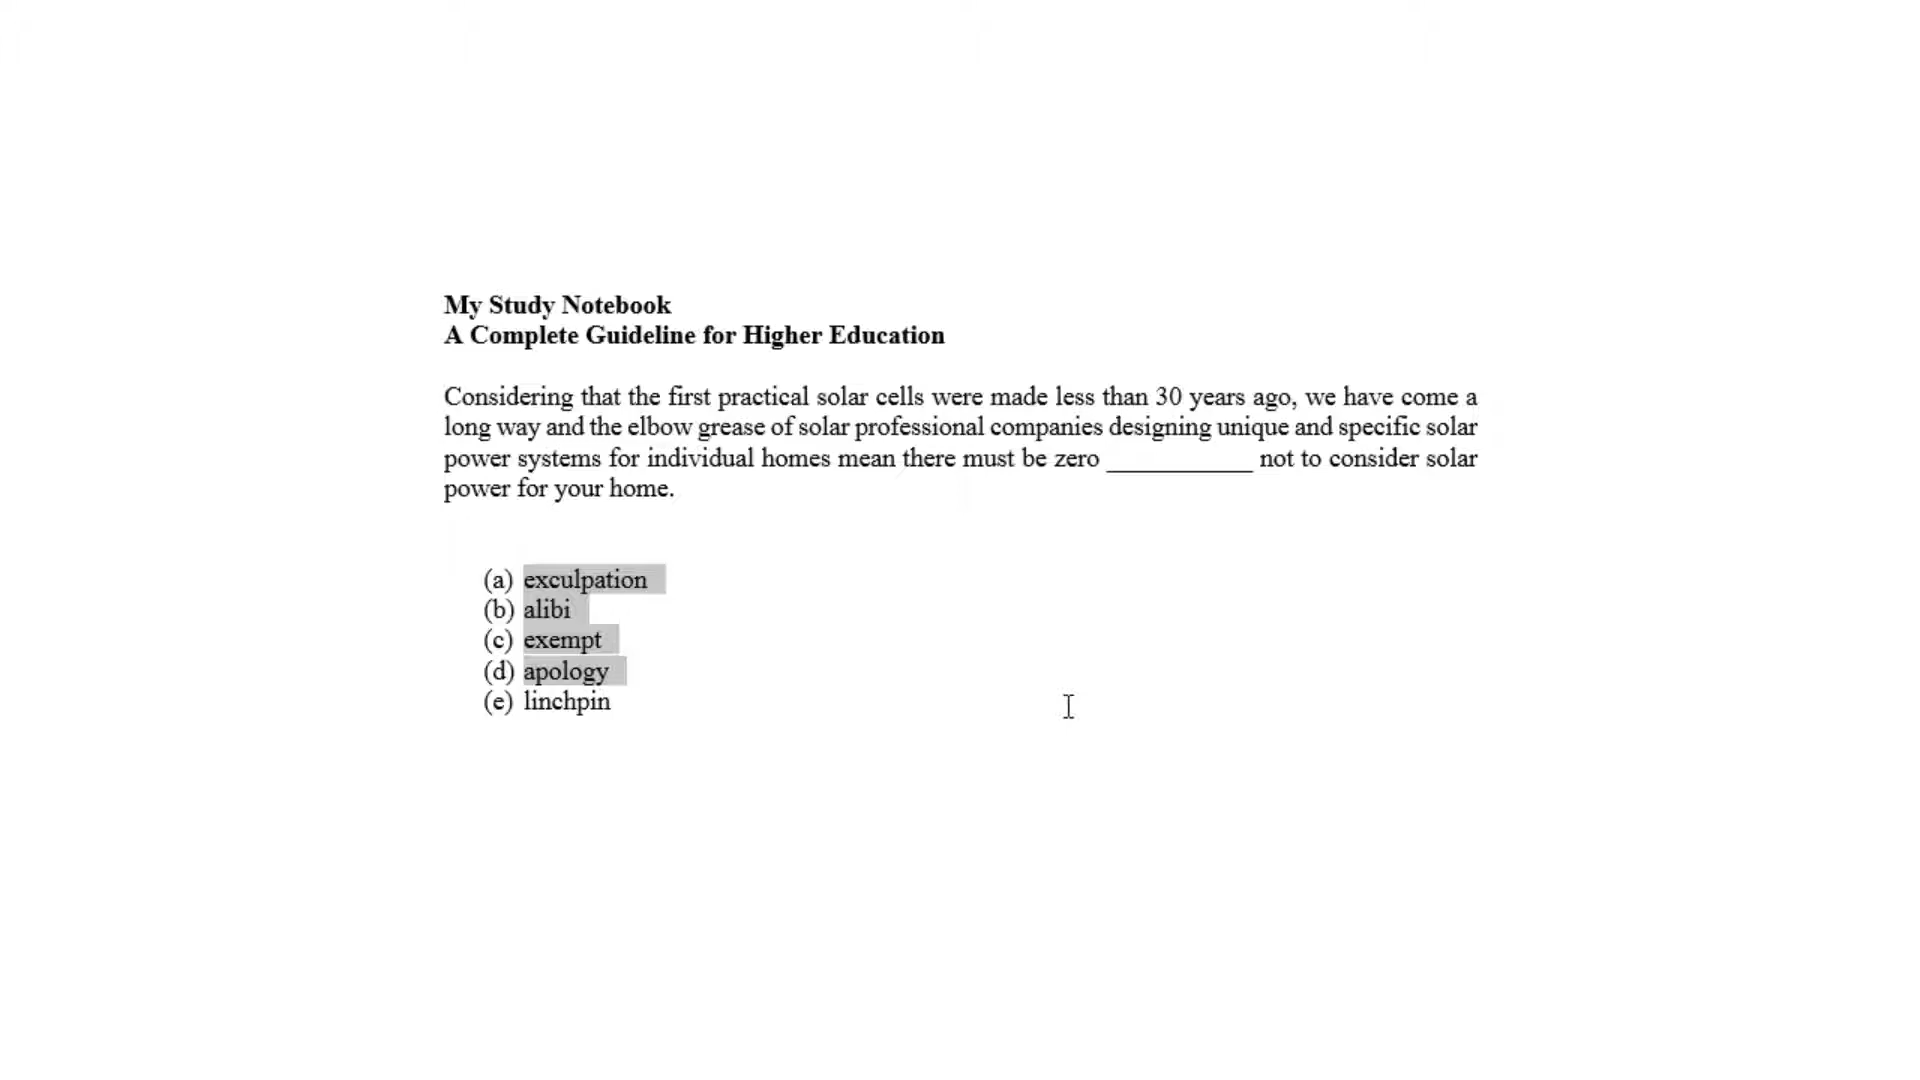 My Study Notebook
A Complete Guideline for Higher Education
Considering that the first practical solar cells were made less than 30 years ago, we have come a
long way and the elbow grease of solar professional companies designing unique and specific solar
power systems for individual homes mean there must be zero ___________ not to consider solar
power for your home.
(a) exculpation
(b) alibi
(c) exempt
(d) apology
(e) linchpin